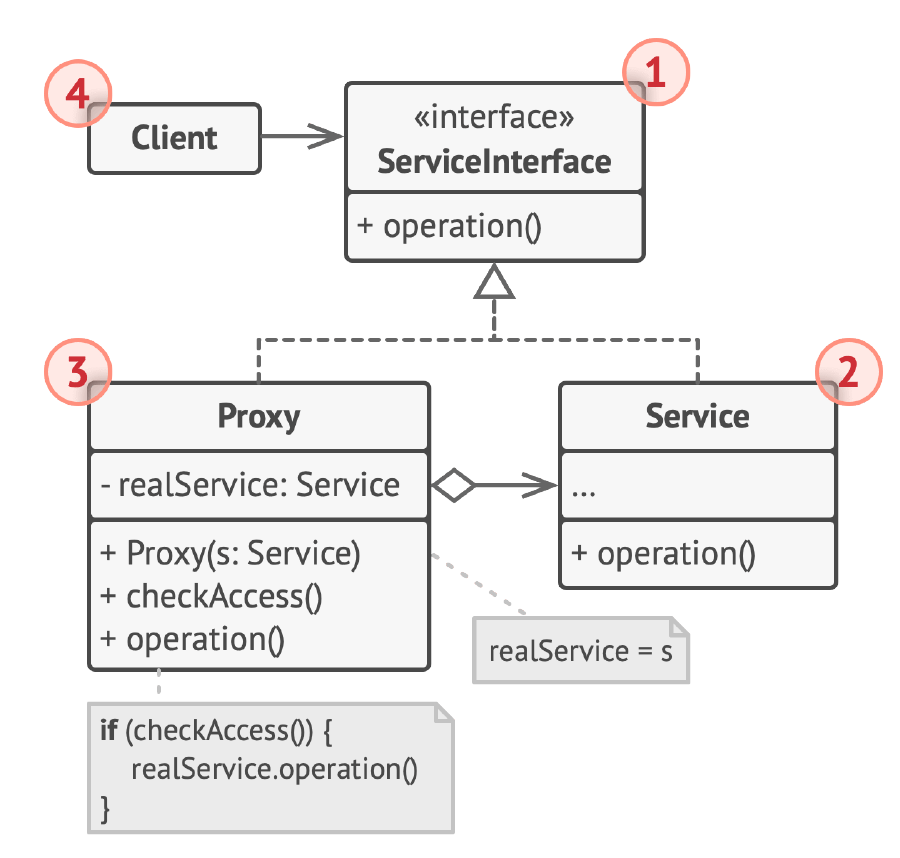 4
Client
1
«interface»
ServiceInterface
+ operation()
3
Proxy
- realService: Service
+ Proxy(s: Service)
+ checkAccess()
+ operation()
2
Service
...
+ operation()
realService = s
if (checkAccess()) {
realService.operation()
}